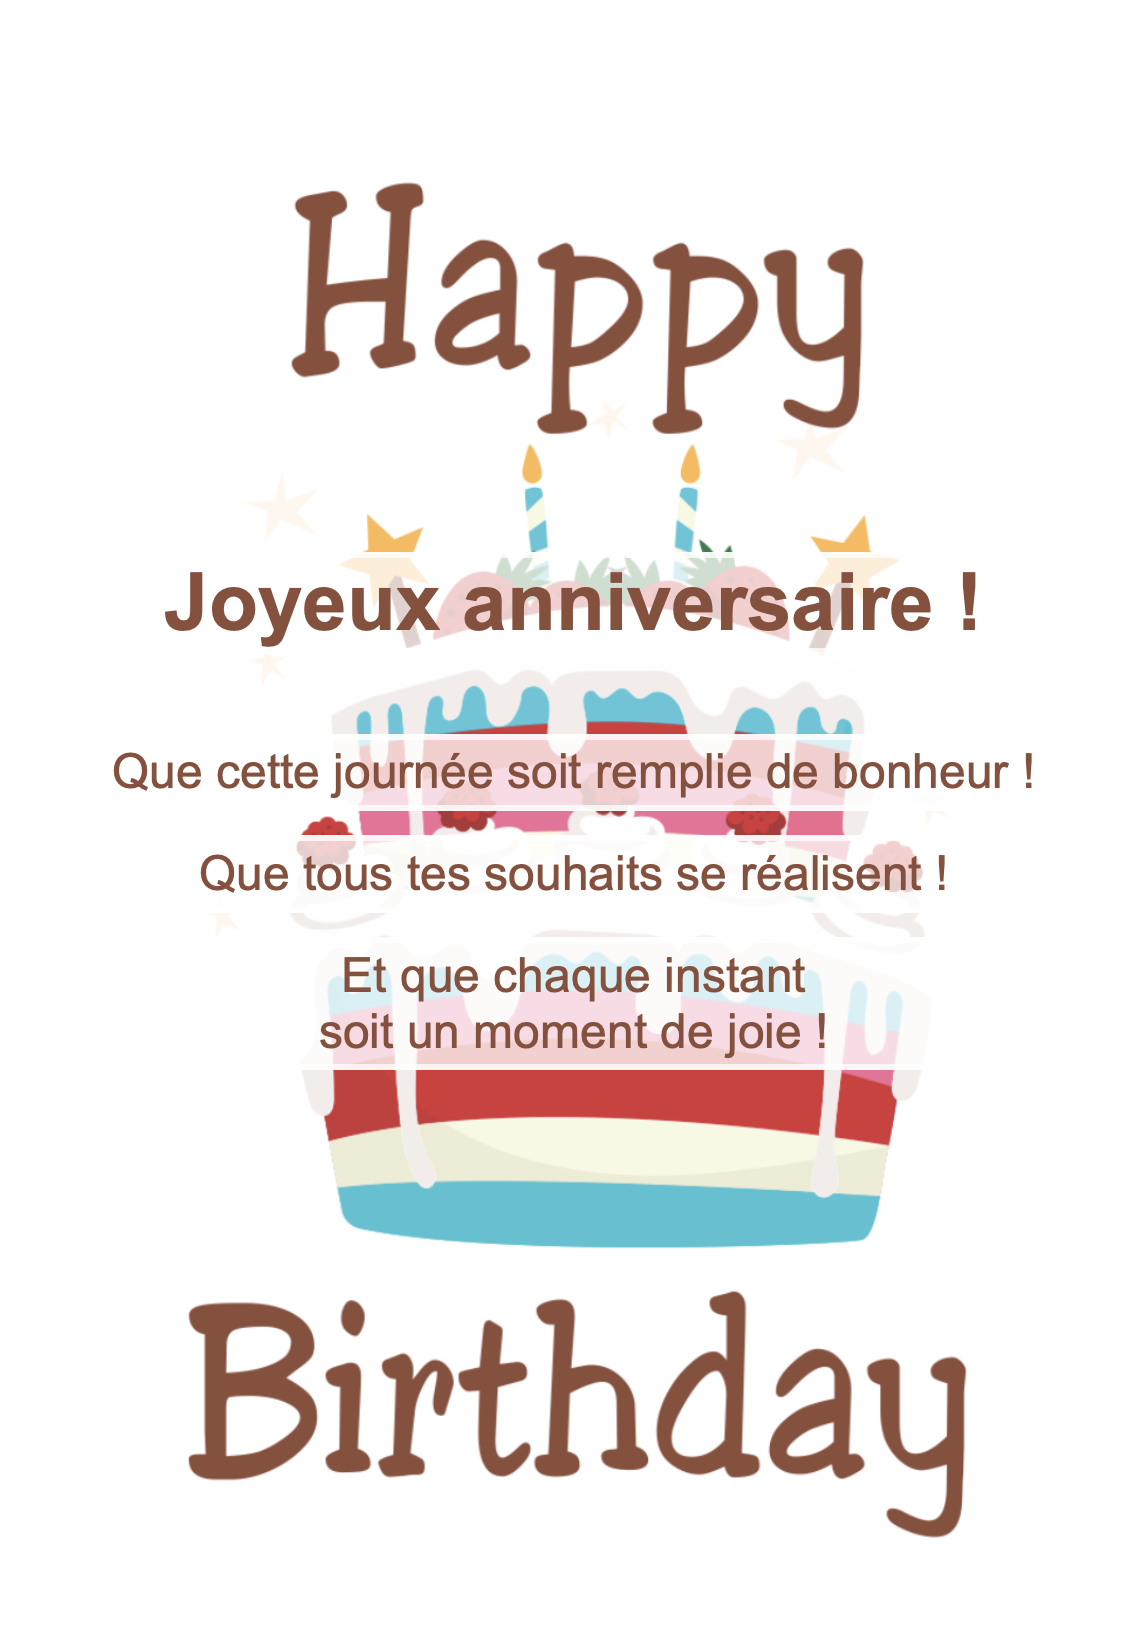 Happy
Joyeux anniversaire !
Que cette journée soit remplie de bonheur !
Que tous tes souhaits se réalisent !
Et que chaque instant
soit un moment de joie !
Birthday